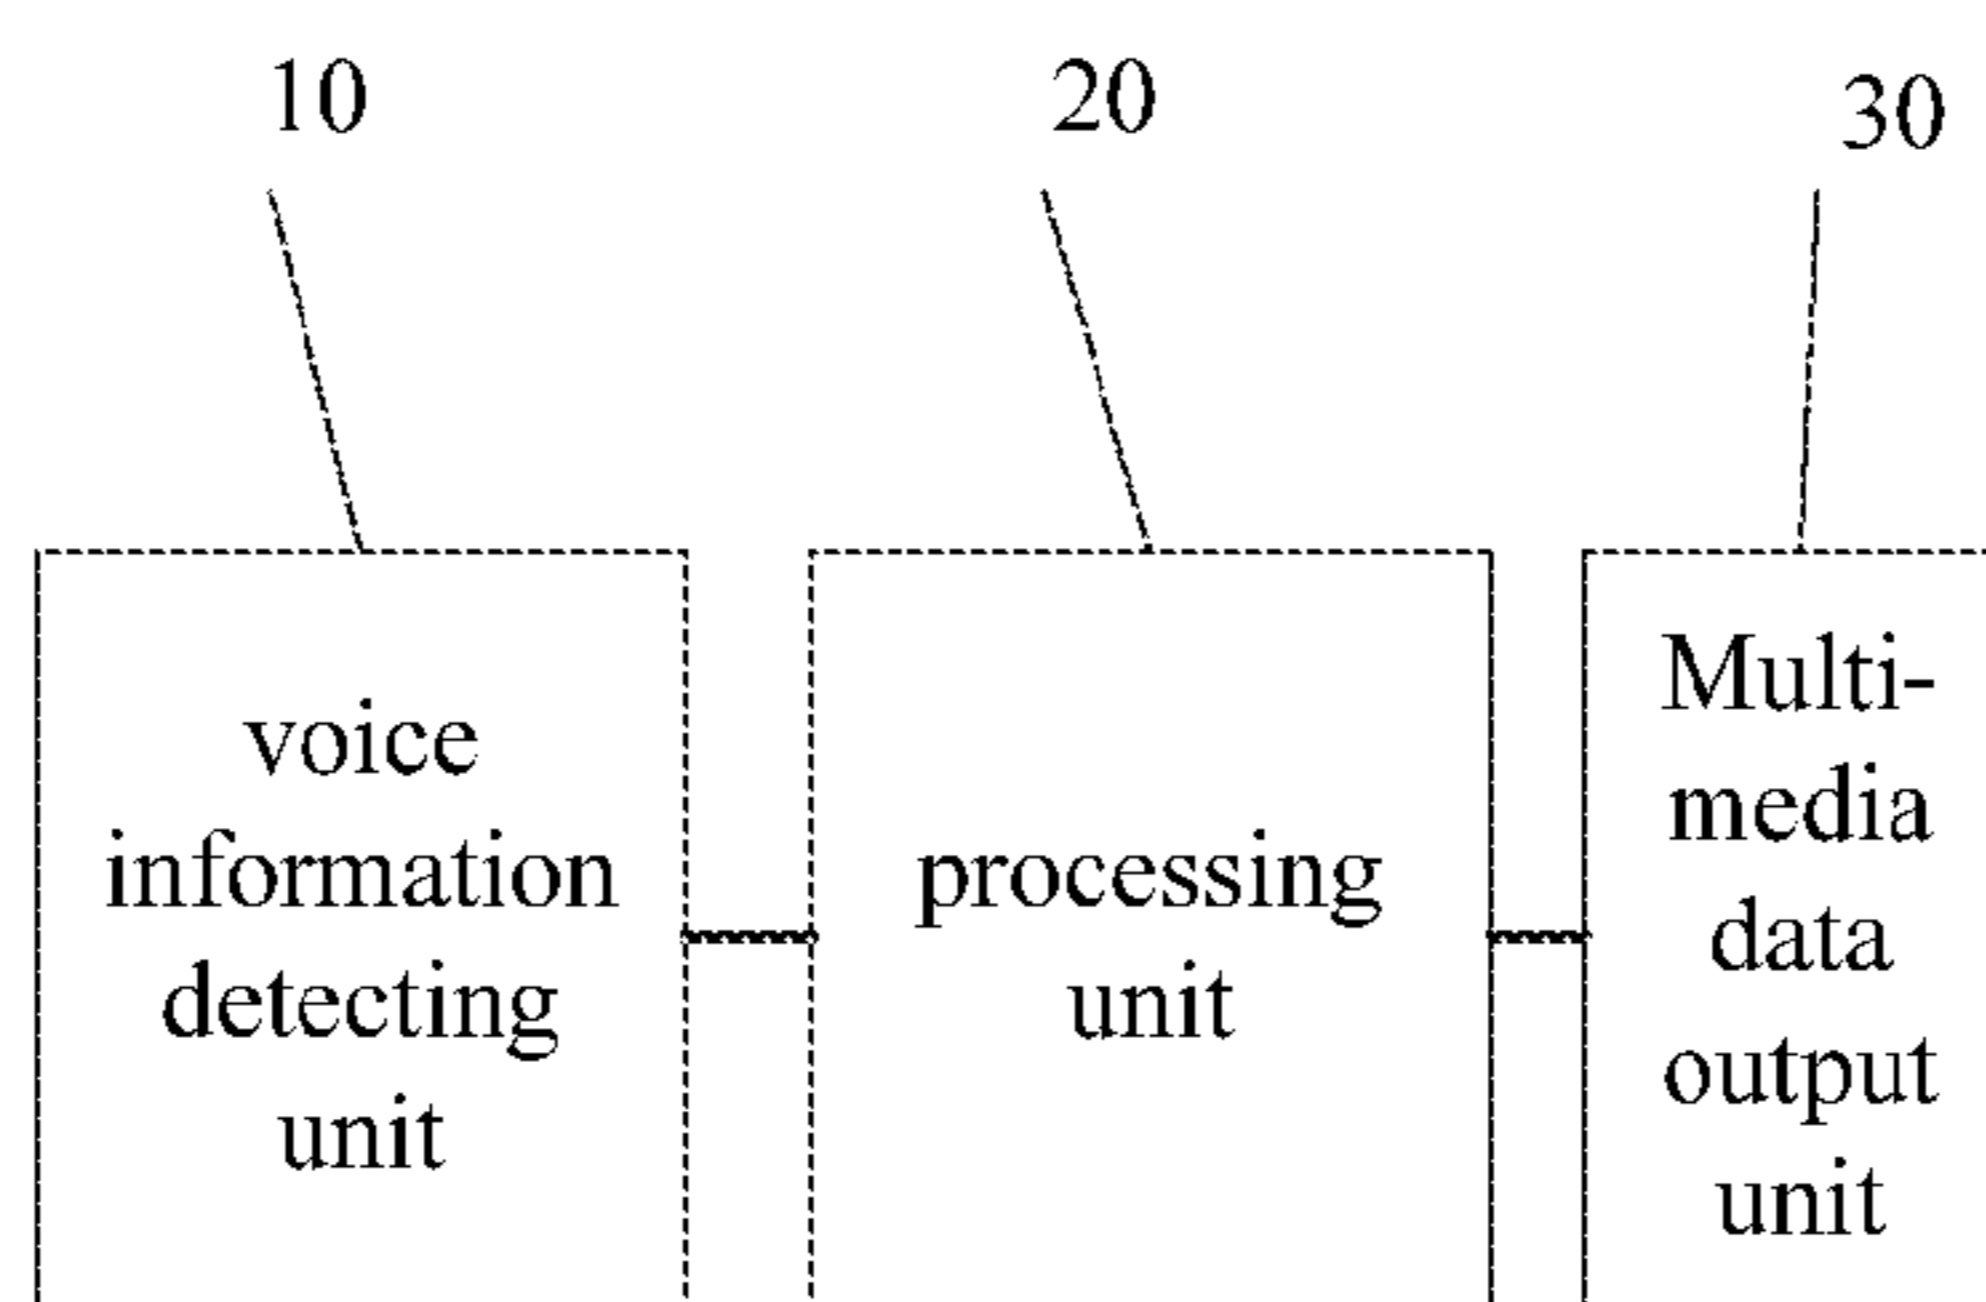 10
20
30
voice
information
detecting
unit
processing
unit
Multi-
media
data
output
unit